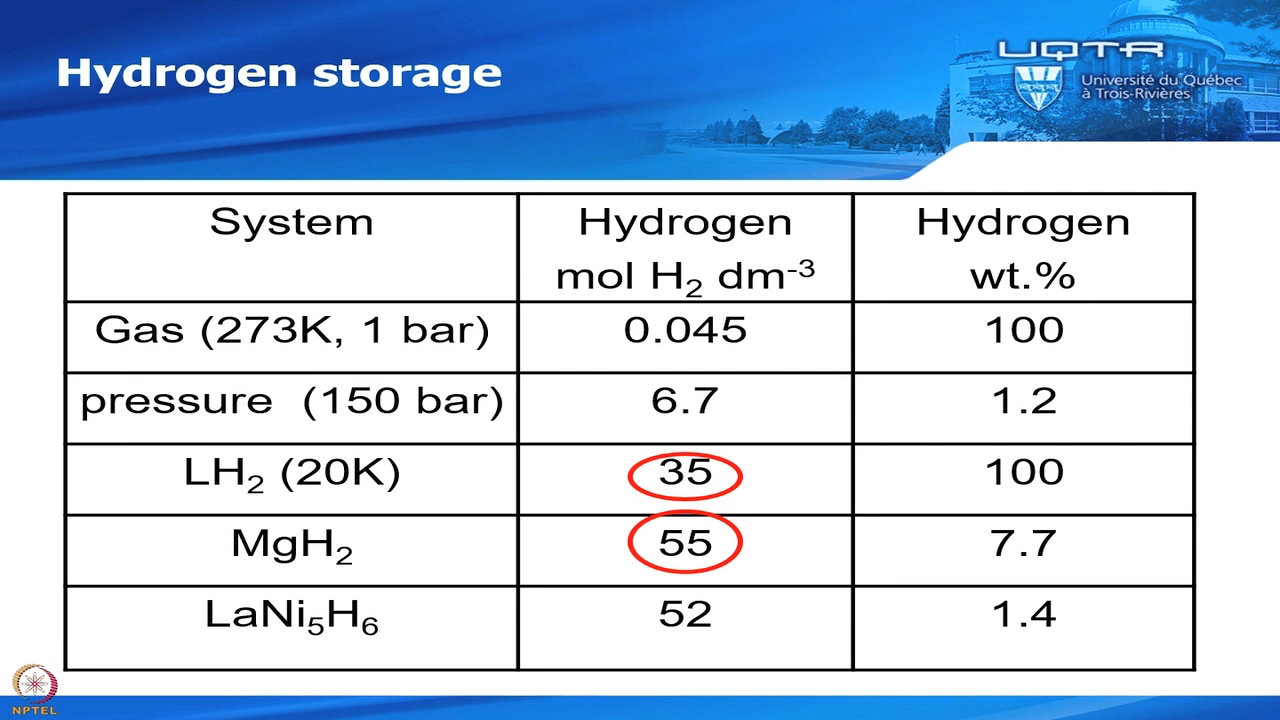 Hydrogen storage
UQTR
Université du Québec
à Trois-Rivières
System Hydrogen mol H₂ dm⁻³ Hydrogen wt.%
Gas (273K, 1 bar) 0.045 100
pressure (150 bar) 6.7 1.2
LH₂ (20K) 35 100
MgH₂ 55 7.7
LaNi₅H₆ 52 1.4
NPTEL